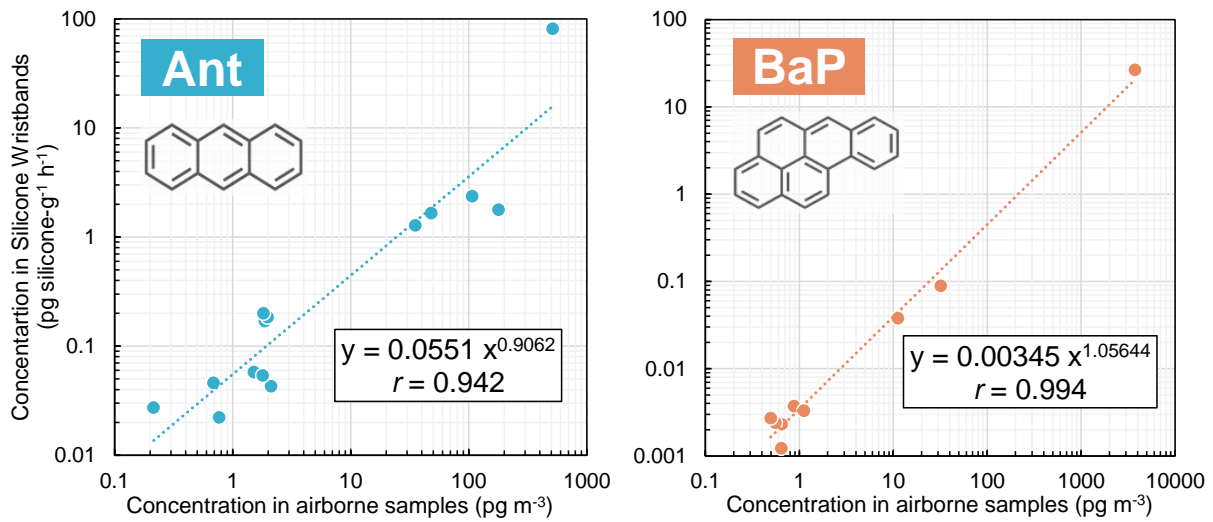 Concentartion in Silicone Wristbands
(pg silicone-g⁻¹ h⁻¹)
100
10
1
0.1
0.01
Ant
y = 0.0551 x^0.9062
r = 0.942
0.1
1
10
100
1000
Concentration in airborne samples (pg m⁻³)
100
10
1
0.1
0.01
0.001
BaP
y = 0.00345 x^1.05644
r = 0.994
0.1
1
10
100
1000
10000
Concentration in airborne samples (pg m⁻³)